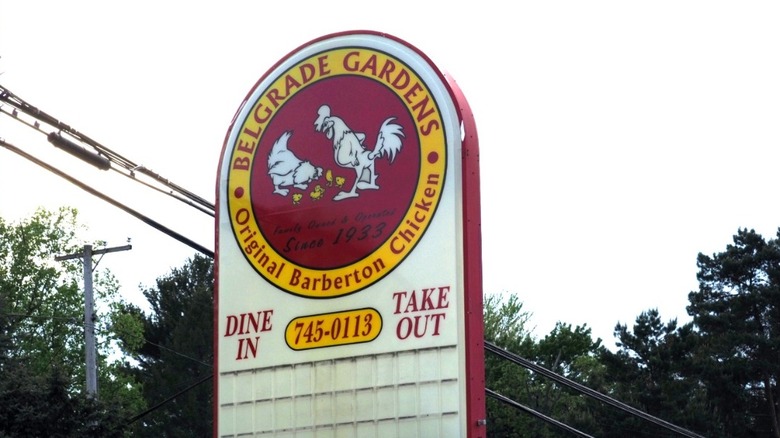 BELGRADE GARDENS
Family Owned & Operated
Since 1933
Original Barberton Chicken
DINE IN
745-0113
TAKE OUT